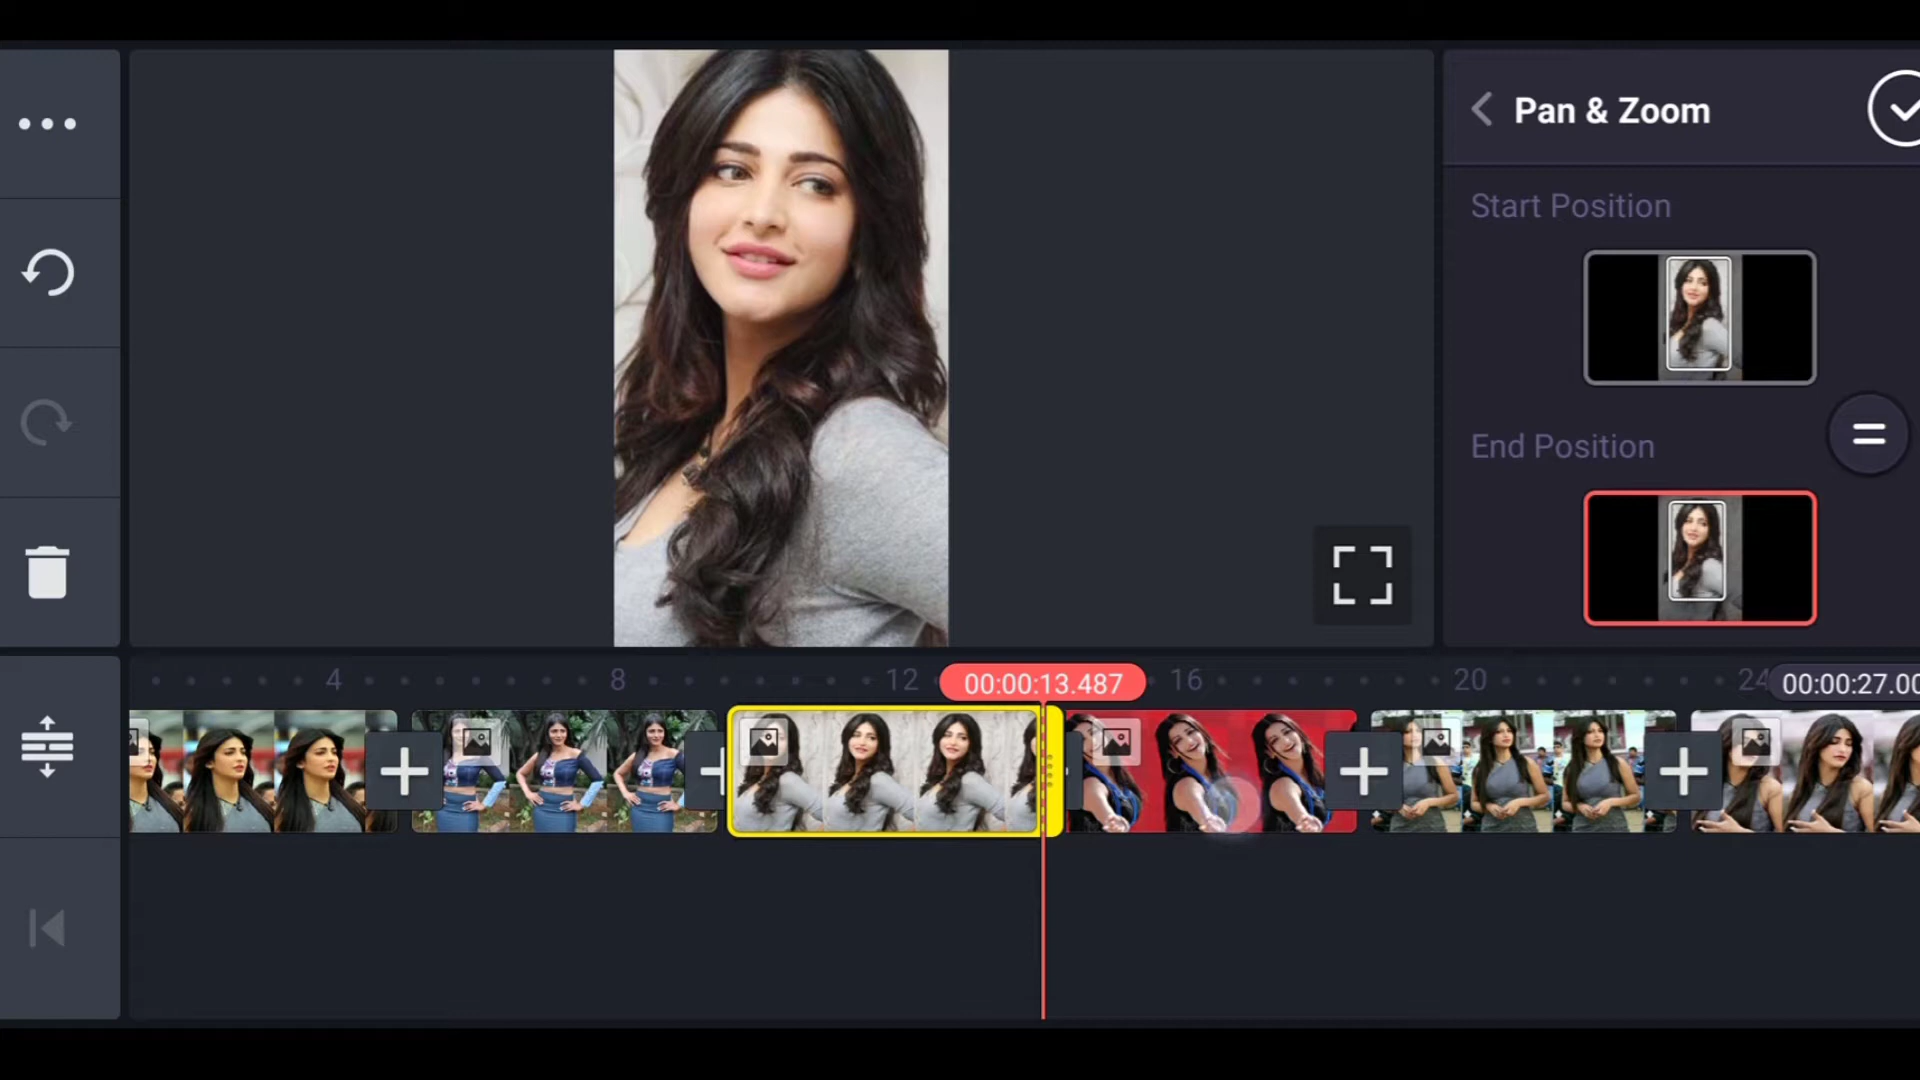 Pan & Zoom
Start Position
End Position
4
8
12
00:00:13.487
16
20
24
00:00:27.00